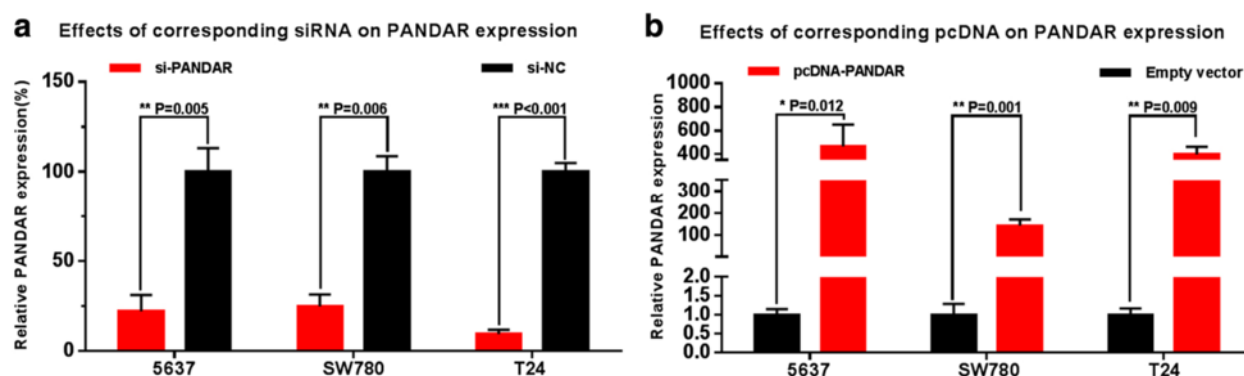 a Effects of corresponding siRNA on PANDAR expression
si-PANDAR si-NC
Relative PANDAR expression(%)
150
100
50
0
** P=0.005 ** P=0.006 *** P<0.001
5637 SW780 T24
b Effects of corresponding pcDNA on PANDAR expression
pcDNA-PANDAR Empty vector
Relative PANDAR expression
1000
800
600
400
300
200
100
2.0
1.5
1.0
0.5
0.0
* P=0.012 ** P=0.001 ** P=0.009
5637 SW780 T24